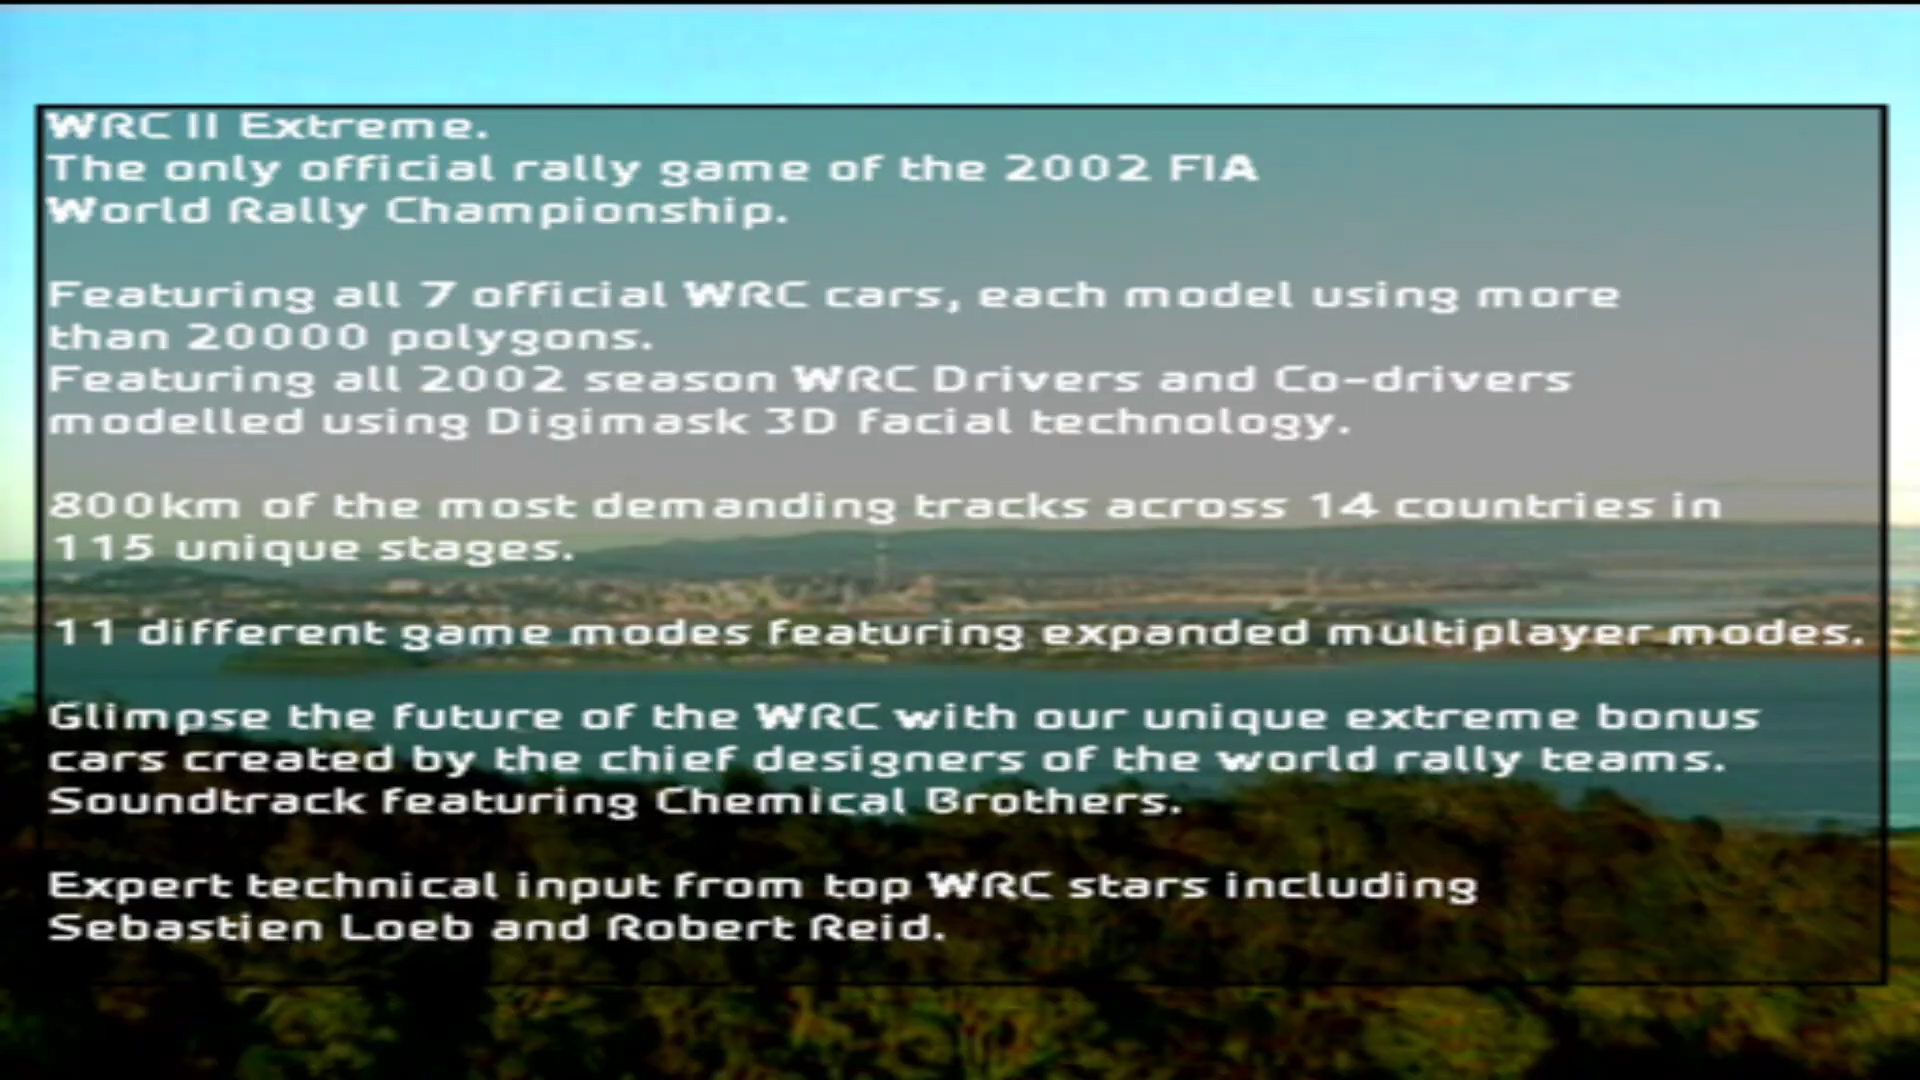 WRC II Extreme.
The only official rally game of the 2002 FIA
World Rally Championship.
Featuring all 7 official WRC cars, each model using more
than 20000 polygons.
Featuring all 2002 season WRC Drivers and Co-drivers
modelled using Digimask 3D facial technology.
800km of the most demanding tracks across 14 countries in
115 unique stages.
11 different game modes featuring expanded multiplayer modes.
Glimpse the future of the WRC with our unique extreme bonus
cars created by the chief designers of the world rally teams.
Soundtrack featuring Chemical Brothers.
Expert technical input from top WRC stars including
Sebastien Loeb and Robert Reid.